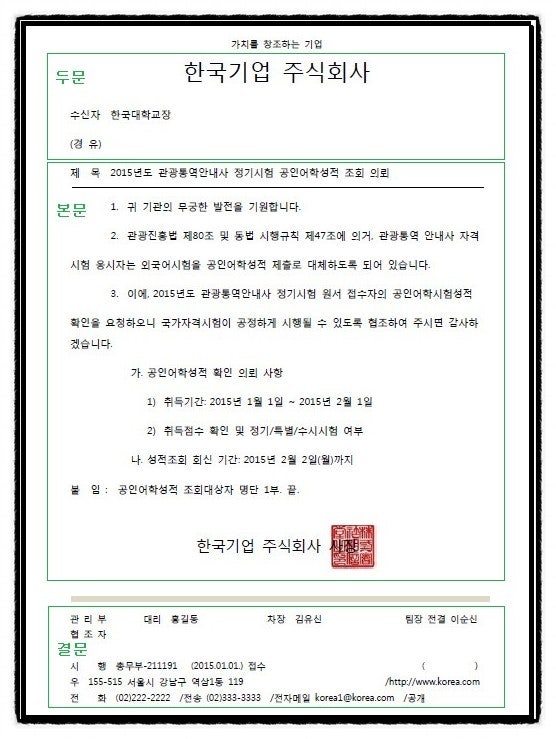 가치를 창조하는 기업
두문
한국기업 주식회사
수신자 한국대학교장
(경 유)
제 목 2015년도 관광통역안내사 정기시험 공인어학성적 조회 의뢰
본문
1. 귀 기관의 무궁한 발전을 기원합니다.
2. 관광진흥법 제80조 및 동법 시행규칙 제47조에 의거, 관광통역 안내사 자격
시험 응시자는 외국어시험을 공인어학성적 제출로 대체하도록 되어 있습니다.
3. 이에, 2015년도 관광통역안내사 정기시험 원서 접수자의 공인어학시험성적
확인을 요청하오니 국가자격시험이 공정하게 시행될 수 있도록 협조하여 주시면 감사하
겠습니다.
가. 공인어학성적 확인 의뢰 사항
1) 취득기간: 2015년 1월 1일 ~ 2015년 2월 1일
2) 취득점수 확인 및 정기/특별/수시시험 여부
나. 성적조회 회신 기간: 2015년 2월 2일(월)까지
붙 임 : 공인어학성적 조회대상자 명단 1부. 끝.
한국기업 주식회사 사장
관 리 부 대리 홍길동 차장 김유신 팀장 전결 이순신
협 조 자
결문
시 행 총무부-211191 (2015.01.01.) 접수 ( )
우 155-515 서울시 강남구 역삼1동 119 /http://www.korea.com
전 화 (02)222-2222 /전송 (02)333-3333 /전자메일 korea1@korea.com /공개